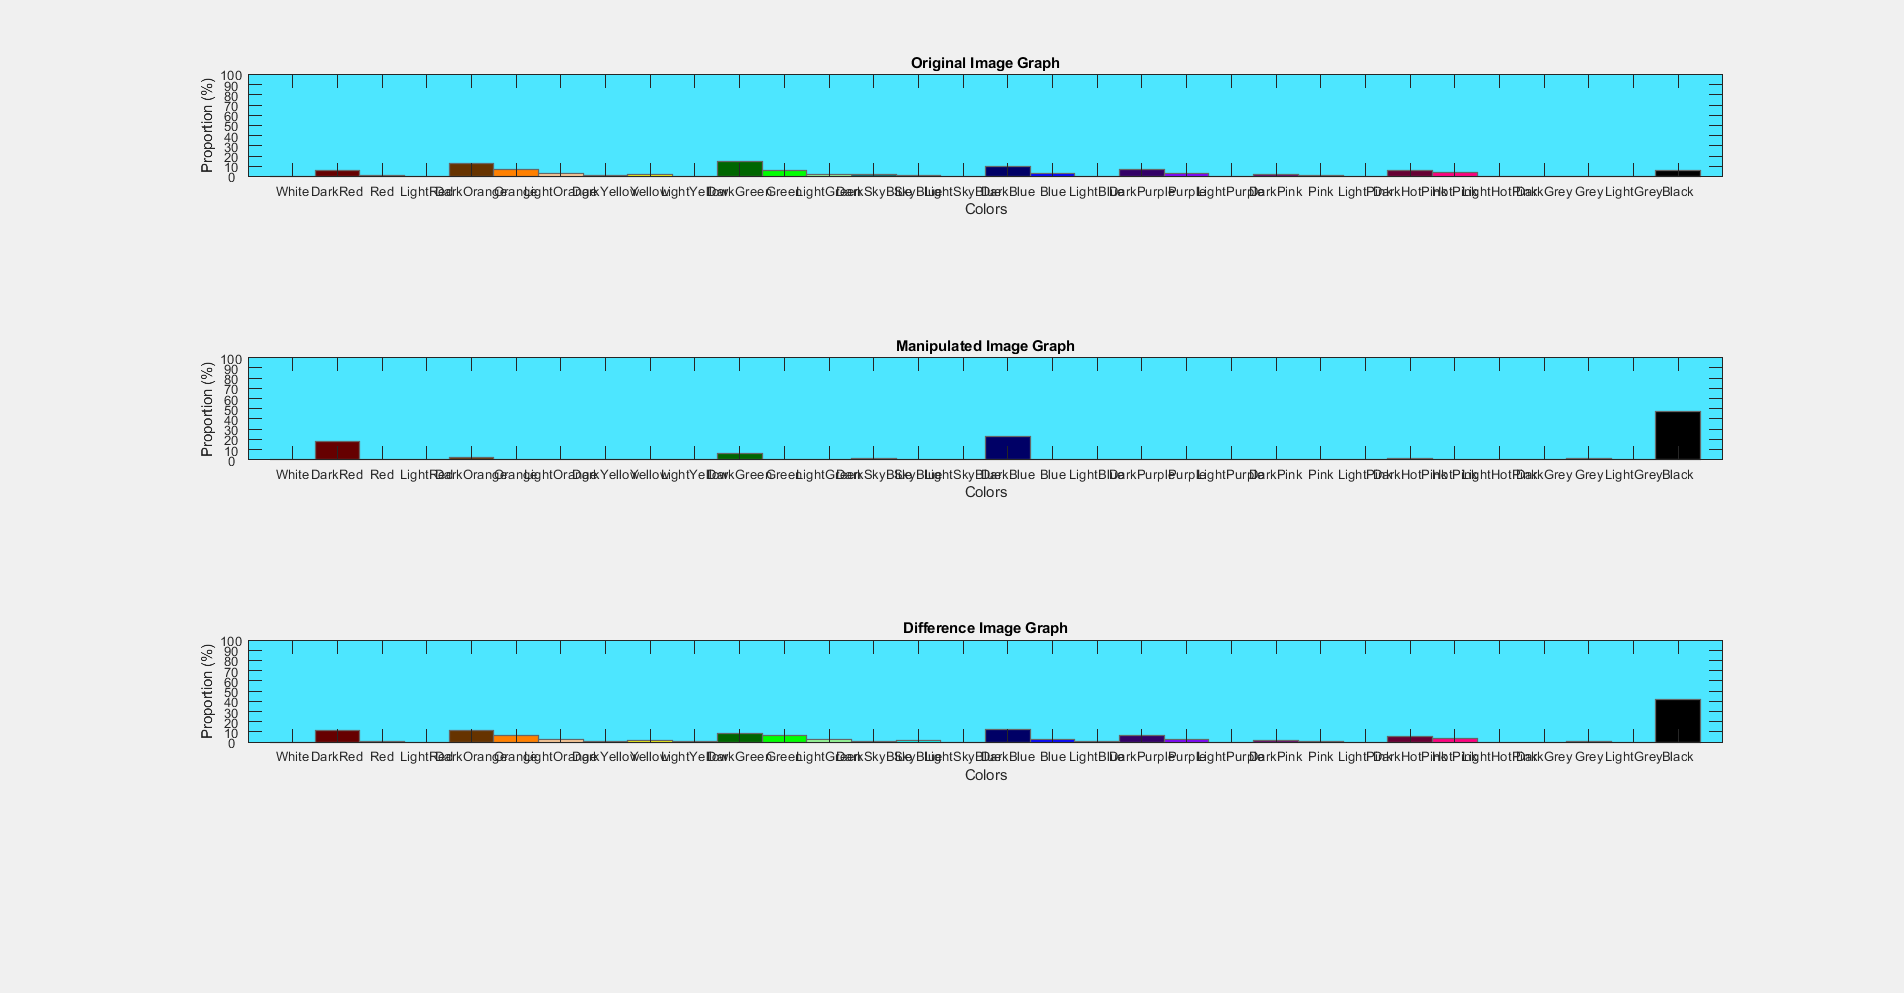 Original Image Graph
Proportion (%)
100
90
80
70
60
50
40
30
20
10
0
White DarkRed Red LightRed DarkOrange Orange LightOrange DarkYellow Yellow LightYellow DarkGreen Green LightGreen DarkSkyBlue SkyBlue LightSkyBlue DarkBlue Blue LightBlue DarkPurple Purple LightPurple DarkPink Pink LightPink DarkHotPink HotPink LightHotPink DarkGrey Grey LightGrey Black
Colors
Manipulated Image Graph
Proportion (%)
100
90
80
70
60
50
40
30
20
10
0
White DarkRed Red LightRed DarkOrange Orange LightOrange DarkYellow Yellow LightYellow DarkGreen Green LightGreen DarkSkyBlue SkyBlue LightSkyBlue DarkBlue Blue LightBlue DarkPurple Purple LightPurple DarkPink Pink LightPink DarkHotPink HotPink LightHotPink DarkGrey Grey LightGrey Black
Colors
Difference Image Graph
Proportion (%)
100
90
80
70
60
50
40
30
20
10
0
White DarkRed Red LightRed DarkOrange Orange LightOrange DarkYellow Yellow LightYellow DarkGreen Green LightGreen DarkSkyBlue SkyBlue LightSkyBlue DarkBlue Blue LightBlue DarkPurple Purple LightPurple DarkPink Pink LightPink DarkHotPink HotPink LightHotPink DarkGrey Grey LightGrey Black
Colors